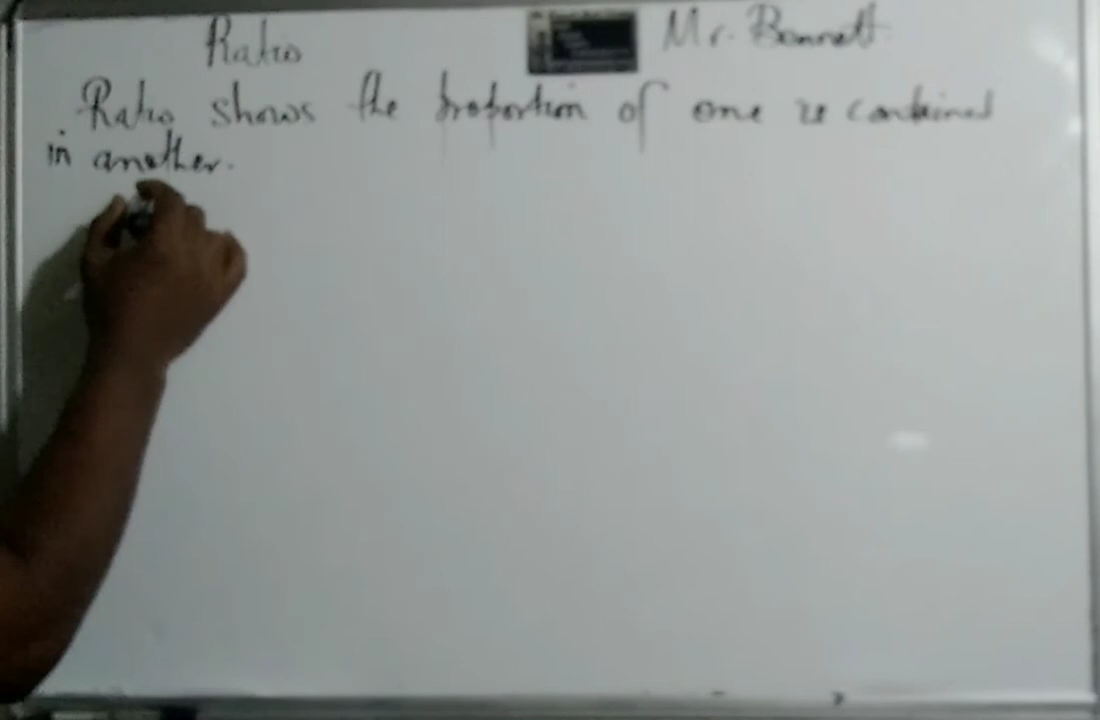 Ratio
Mr. Bennett
Ratio shows the proportion of one is contained
in another.